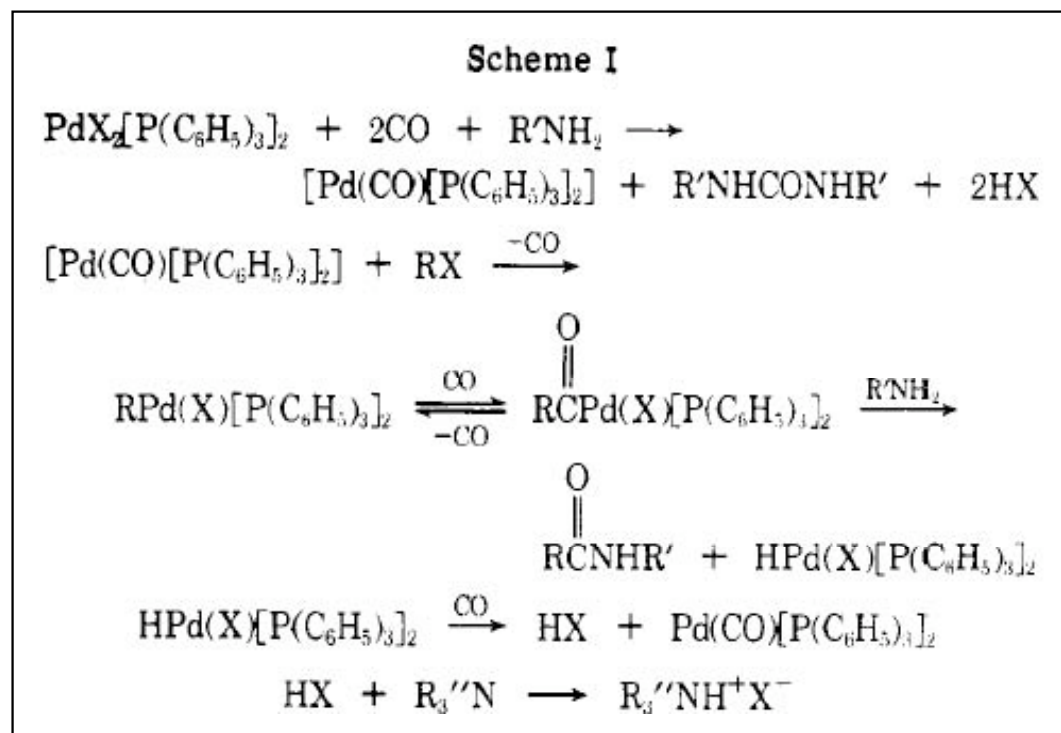 Scheme I
PdX₂[P(C₆H₅)₃]₂ + 2CO + R′NH₂ ⟶
[Pd(CO)[P(C₆H₅)₃]₂] + R′NHCONHR′ + 2HX
[Pd(CO)[P(C₆H₅)₃]₂] + RX −CO ⟶
O
RPd(X)[P(C₆H₅)₃]₂ CO ⇌ −CO RCPd(X)[P(C₆H₅)₃]₂ R′NH₂ ⟶
O
RCNHR′ + HPd(X)[P(C₆H₅)₃]₂
HPd(X)[P(C₆H₅)₃]₂ CO ⟶ HX + Pd(CO)[P(C₆H₅)₃]₂
HX + R₃″N ⟶ R₃″NH⁺X⁻